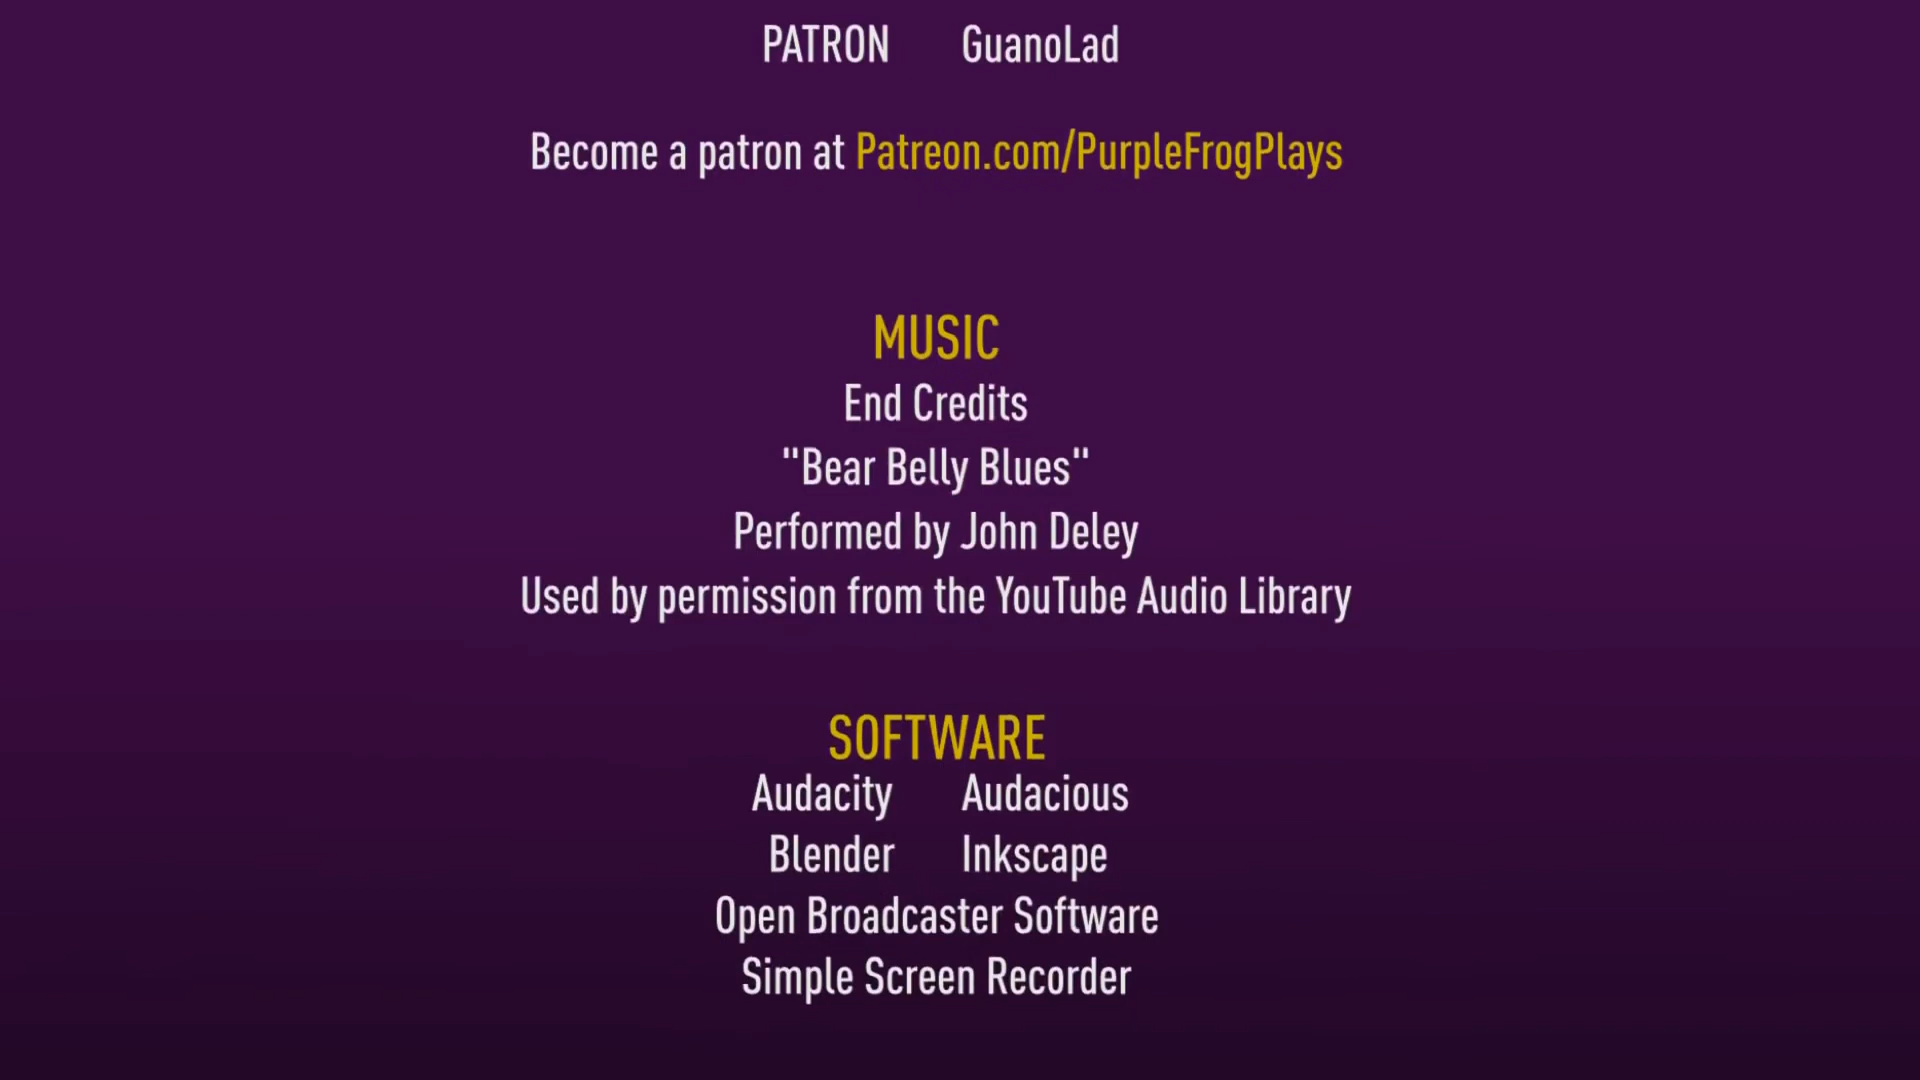 PATRON GuanoLad
Become a patron at Patreon.com/PurpleFrogPlays
MUSIC
End Credits
"Bear Belly Blues"
Performed by John Deley
Used by permission from the YouTube Audio Library
SOFTWARE
Audacity Audacious
Blender Inkscape
Open Broadcaster Software
Simple Screen Recorder